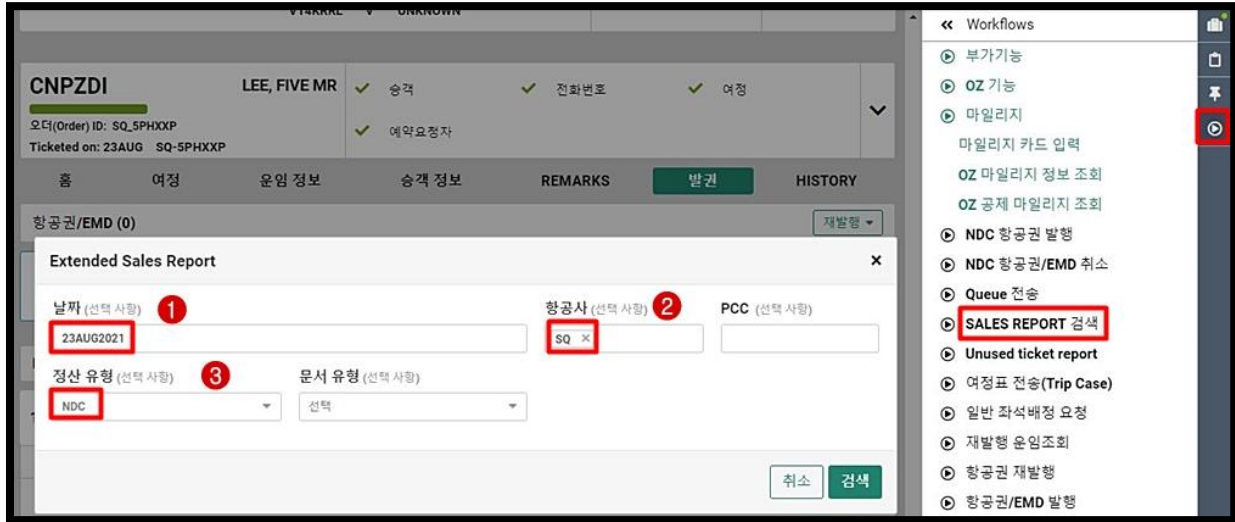 « Workflows
부가기능
OZ 기능
마일리지
마일리지 카드 입력
OZ 마일리지 정보 조회
OZ 공제 마일리지 조회
NDC 항공권 발행
NDC 항공권/EMD 취소
Queue 전송
SALES REPORT 검색
Unused ticket report
여정표 전송(Trip Case)
일반 좌석배정 요청
재발행 운임조회
항공권 재발행
항공권/EMD 발행
CNPZDI LEE, FIVE MR
승객 전화번호 여정
오더(Order) ID: SQ_5PHXXP
예약요청자
Ticketed on: 23AUG SQ-5PHXXP
홈 여정 운임 정보 승객 정보 REMARKS 발권 HISTORY
항공권/EMD (0) 재발행
Extended Sales Report ×
날짜 (선택 사항) 1 항공사 (선택 사항) 2 PCC (선택 사항)
23AUG2021 SQ ×
정산 유형 (선택 사항) 3 문서 유형 (선택 사항)
NDC 선택
취소 검색